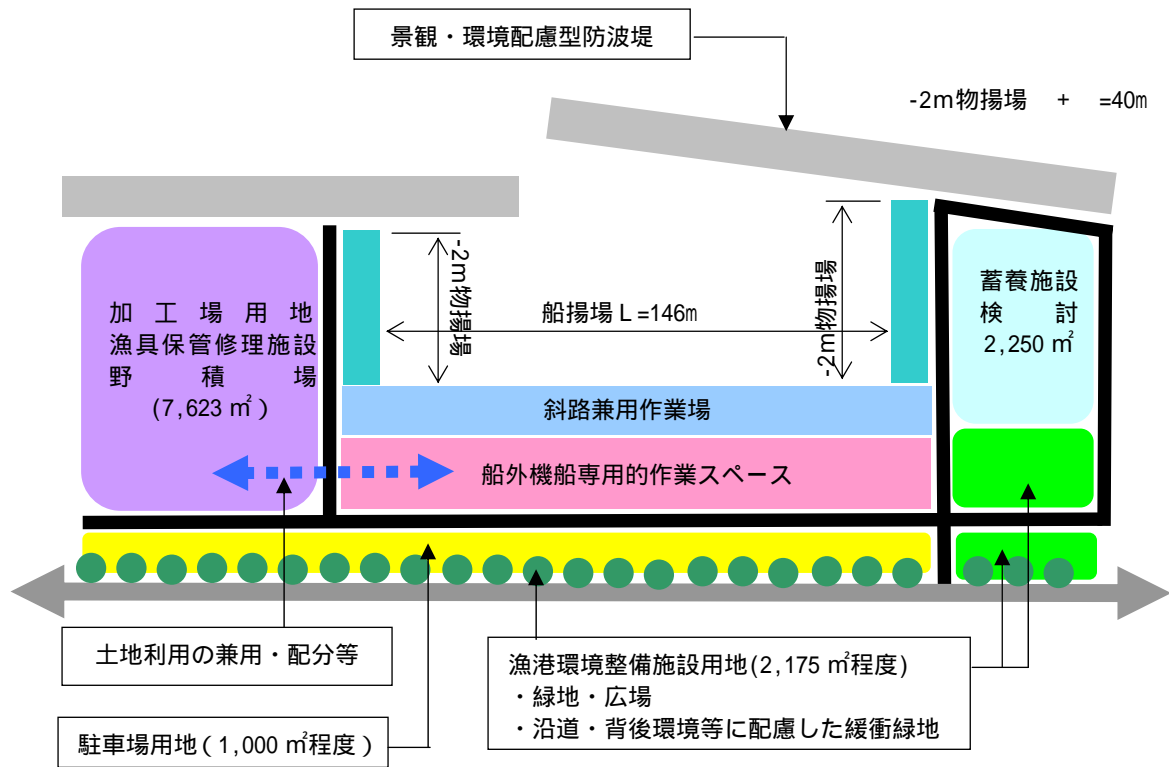 景観・環境配慮型防波堤
-2m物揚場 + =40㎡
-2m物揚場
船揚場 L =146m
-2m物揚場
加工場用地
漁具保管修理施設
野積場
(7,623 ㎡)
蓄養施設
検討
2,250 ㎡
斜路兼用作業場
船外機船専用的作業スペース
土地利用の兼用・配分等
漁港環境整備施設用地(2,175 ㎡程度)
・緑地・広場
・沿道・背後環境等に配慮した緩衝緑地
駐車場用地(1,000 ㎡程度)